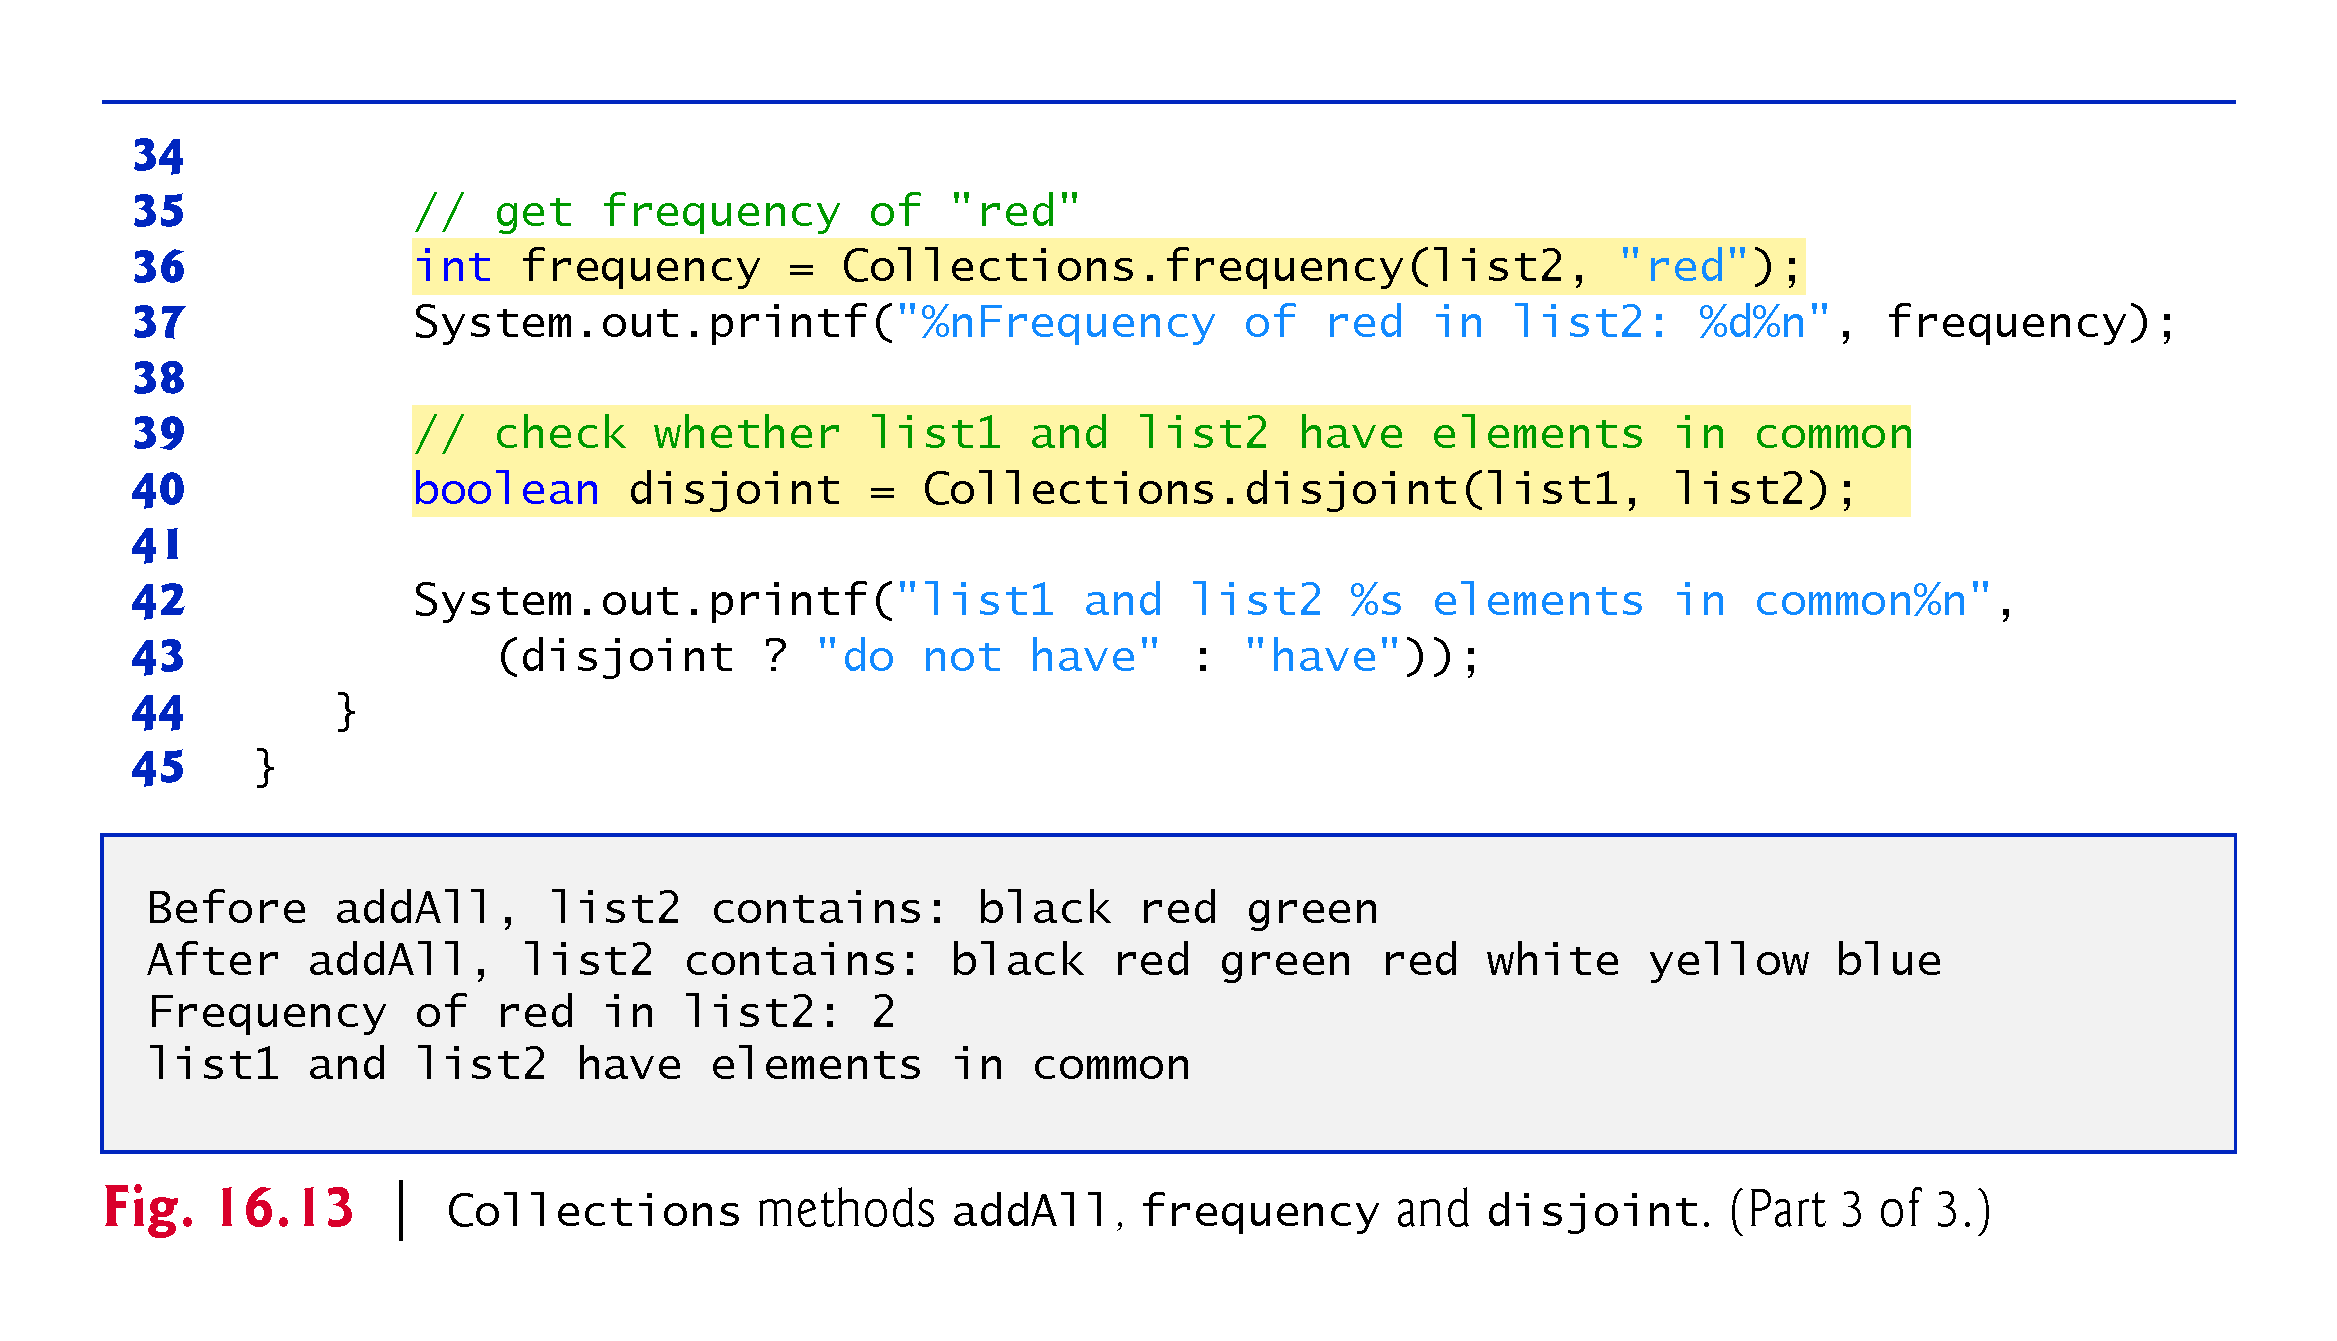 34
35 // get frequency of "red"
36 int frequency = Collections.frequency(list2, "red");
37 System.out.printf("%nFrequency of red in list2: %d%n", frequency);
38
39 // check whether list1 and list2 have elements in common
40 boolean disjoint = Collections.disjoint(list1, list2);
41
42 System.out.printf("list1 and list2 %s elements in common%n",
43 (disjoint ? "do not have" : "have"));
44 }
45 }
Before addAll, list2 contains: black red green
After addAll, list2 contains: black red green red white yellow blue
Frequency of red in list2: 2
list1 and list2 have elements in common
Fig. 16.13 | Collections methods addAll, frequency and disjoint. (Part 3 of 3.)